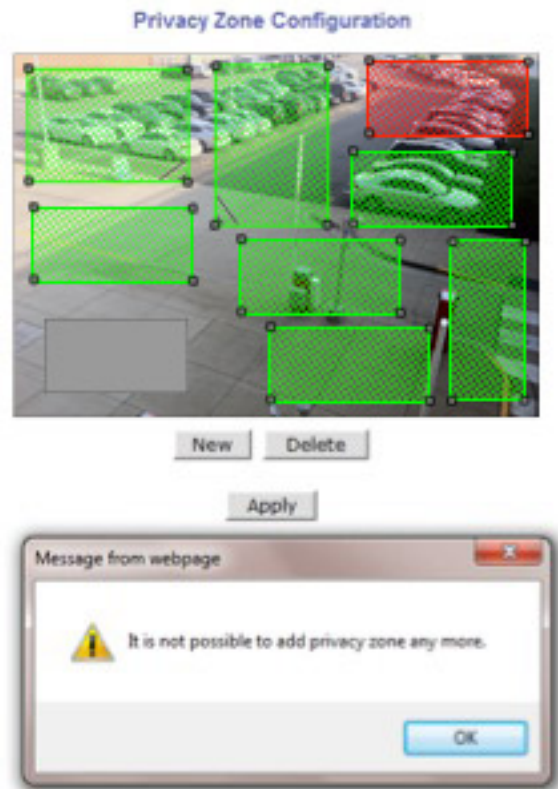 Privacy Zone Configuration
New Delete
Apply
Message from webpage
It is not possible to add privacy zone any more.
OK